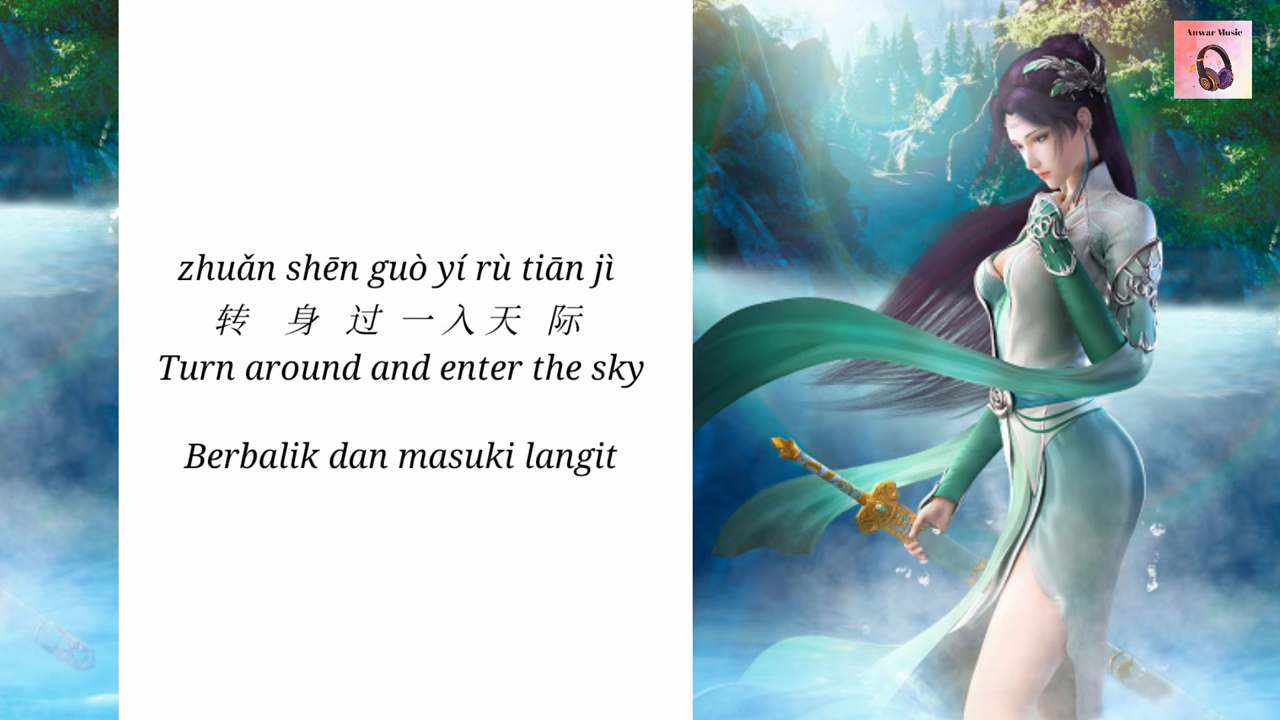 zhuǎn shēn guò yí rù tiān jì
转 身 过 一 入 天 际
Turn around and enter the sky
Berbalik dan masuki langit
Anwar Music